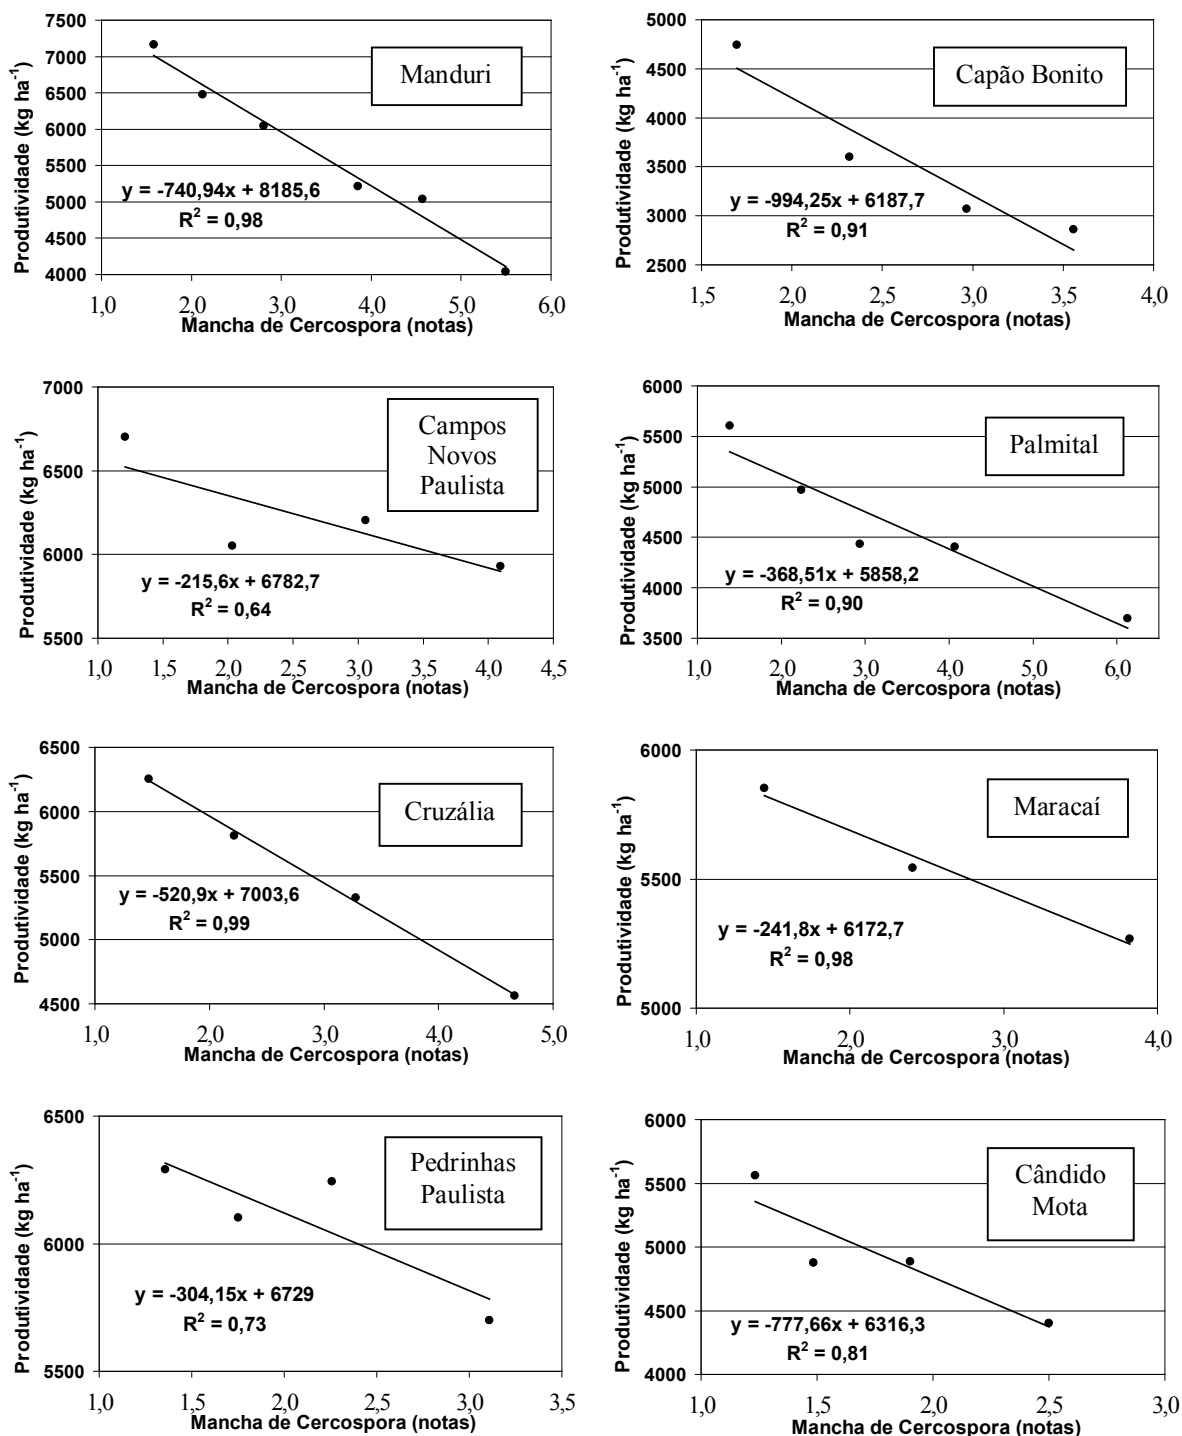 Produtividade (kg ha-1)
7500
7000
6500
6000
5500
5000
4500
4000
Manduri
y = -740,94x + 8185,6
R2 = 0,98
1,0 2,0 3,0 4,0 5,0 6,0
Mancha de Cercospora (notas)
Produtividade (kg ha-1)
5000
4500
4000
3500
3000
2500
Capão Bonito
y = -994,25x + 6187,7
R2 = 0,91
1,5 2,0 2,5 3,0 3,5 4,0
Mancha de Cercospora (notas)
Produtividade (kg ha-1)
7000
6500
6000
5500
Campos
Novos
Paulista
y = -215,6x + 6782,7
R2 = 0,64
1,0 1,5 2,0 2,5 3,0 3,5 4,0 4,5
Mancha de Cercospora (notas)
Produtividade (kg ha-1)
6000
5500
5000
4500
4000
3500
Palmital
y = -368,51x + 5858,2
R2 = 0,90
1,0 2,0 3,0 4,0 5,0 6,0
Mancha de Cercospora (notas)
Produtividade (kg ha-1)
6500
6000
5500
5000
4500
Cruzália
y = -520,9x + 7003,6
R2 = 0,99
1,0 2,0 3,0 4,0 5,0
Mancha de Cercospora (notas)
Produtividade (kg ha-1)
6000
5500
5000
Maracaí
y = -241,8x + 6172,7
R2 = 0,98
1,0 2,0 3,0 4,0
Mancha de Cercospora (notas)
Produtividade (kg ha-1)
6500
6000
5500
Pedrinhas
Paulista
y = -304,15x + 6729
R2 = 0,73
1,0 1,5 2,0 2,5 3,0 3,5
Mancha de Cercospora (notas)
Produtividade (kg ha-1)
6000
5500
5000
4500
4000
Cândido
Mota
y = -777,66x + 6316,3
R2 = 0,81
1,0 1,5 2,0 2,5 3,0
Mancha de Cercospora (notas)